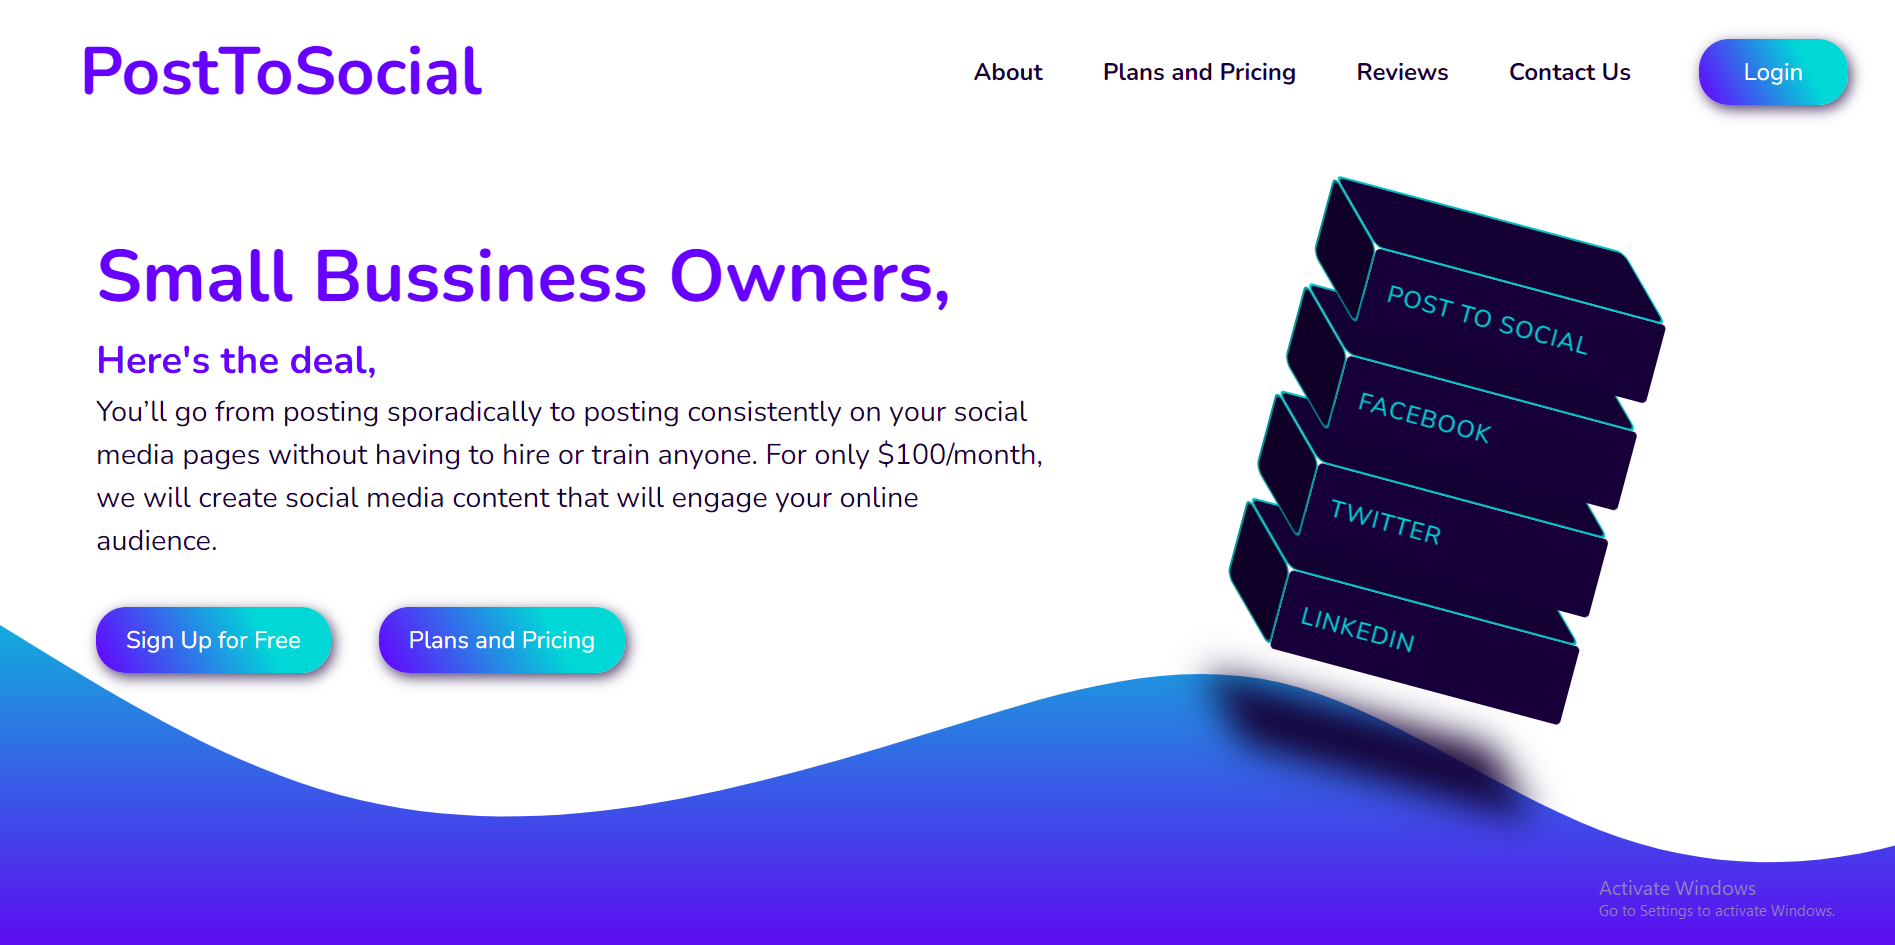 PostToSocial
About
Plans and Pricing
Reviews
Contact Us
Login
Small Bussiness Owners,
Here's the deal,
You’ll go from posting sporadically to posting consistently on your social
media pages without having to hire or train anyone. For only $100/month,
we will create social media content that will engage your online
audience.
Sign Up for Free
Plans and Pricing
POST TO SOCIAL
FACEBOOK
TWITTER
LINKEDIN
Activate Windows
Go to Settings to activate Windows.